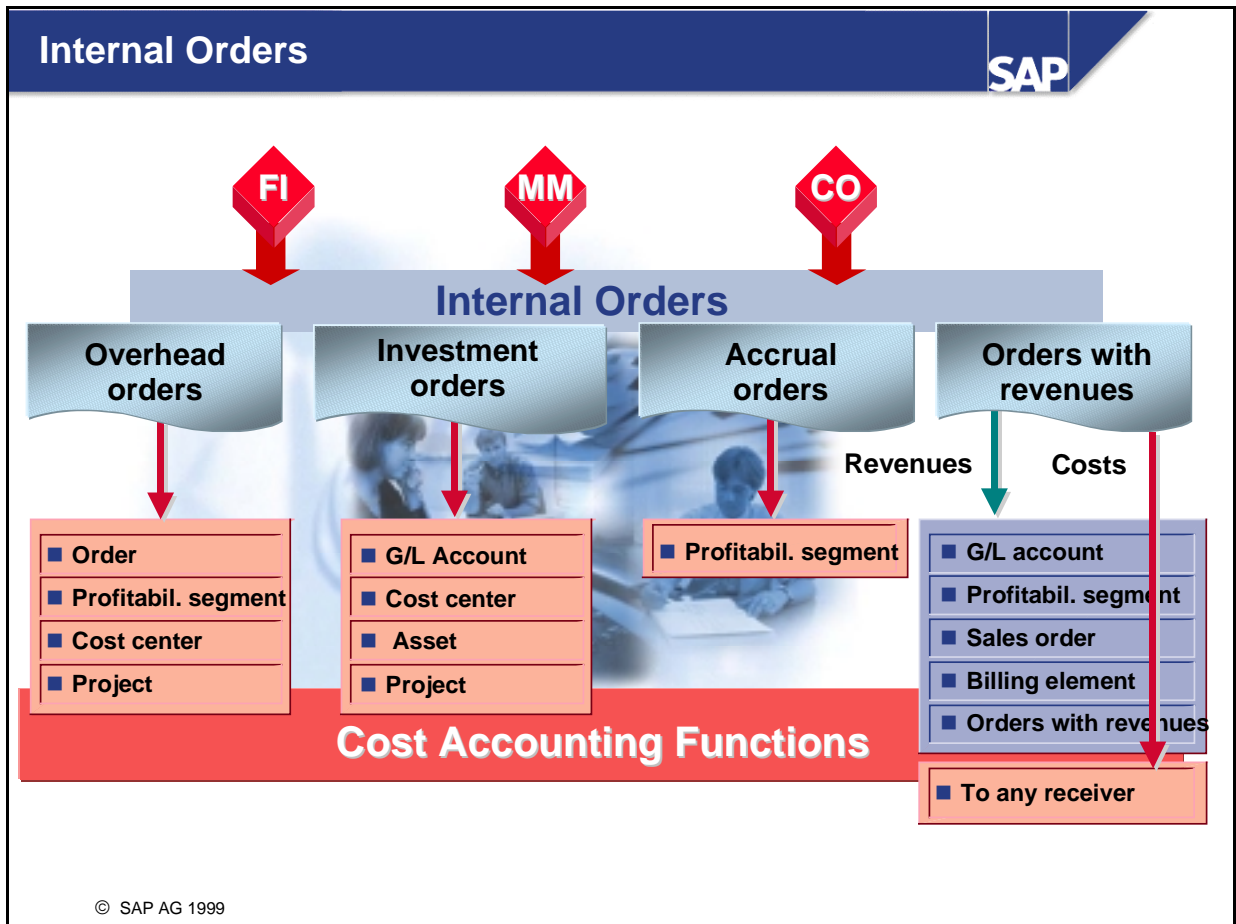 Internal Orders
SAP
FI
MM
CO
Internal Orders
Overhead
orders
Investment
orders
Accrual
orders
Orders with
revenues
Revenues
Costs
Order
Profitabil. segment
Cost center
Project
G/L Account
Cost center
Asset
Project
Profitabil. segment
G/L account
Profitabil. segment
Sales order
Billing element
Orders with revenues
Cost Accounting Functions
To any receiver
© SAP AG 1999